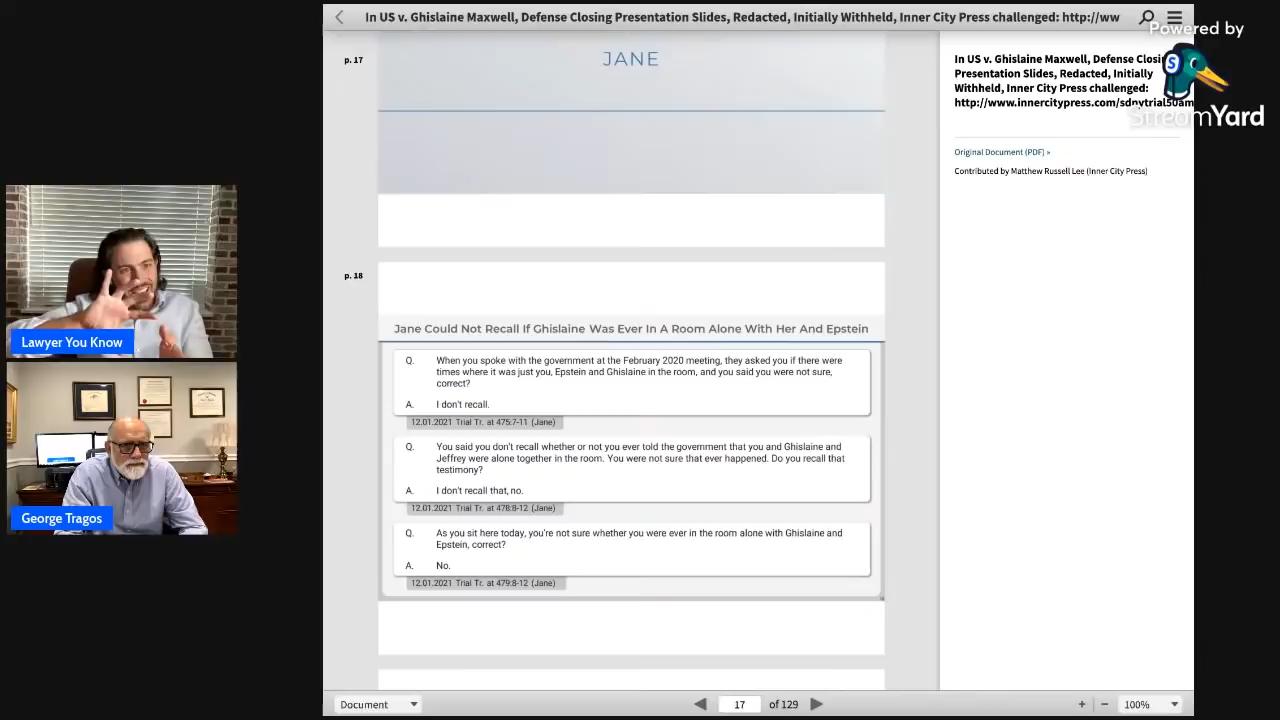 In US v. Ghislaine Maxwell, Defense Closing Presentation Slides, Redacted, Initially Withheld, Inner City Press challenged: http://ww
Powered by
StreamYard
p. 17
JANE
In US v. Ghislaine Maxwell, Defense Closing
Presentation Slides, Redacted, Initially
Withheld, Inner City Press challenged:
http://www.innercitypress.com/sdnytrial50am
Original Document (PDF) »
Contributed by Matthew Russell Lee (Inner City Press)
p. 18
Jane Could Not Recall If Ghislaine Was Ever In A Room Alone With Her And Epstein
Q. When you spoke with the government at the February 2020 meeting, they asked you if there were
times where it was just you, Epstein and Ghislaine in the room, and you said you were not sure,
correct?
A. I don't recall.
12.01.2021 Trial Tr. at 475:7-11 (Jane)
Q. You said you don't recall whether or not you ever told the government that you and Ghislaine and
Jeffrey were alone together in the room. You were not sure that ever happened. Do you recall that
testimony?
A. I don't recall that, no.
12.01.2021 Trial Tr. at 478:8-12 (Jane)
Q. As you sit here today, you're not sure whether you were ever in the room alone with Ghislaine and
Epstein, correct?
A. No.
12.01.2021 Trial Tr. at 479:8-12 (Jane)
Lawyer You Know
George Tragos
Document
17 of 129
+ − 100%